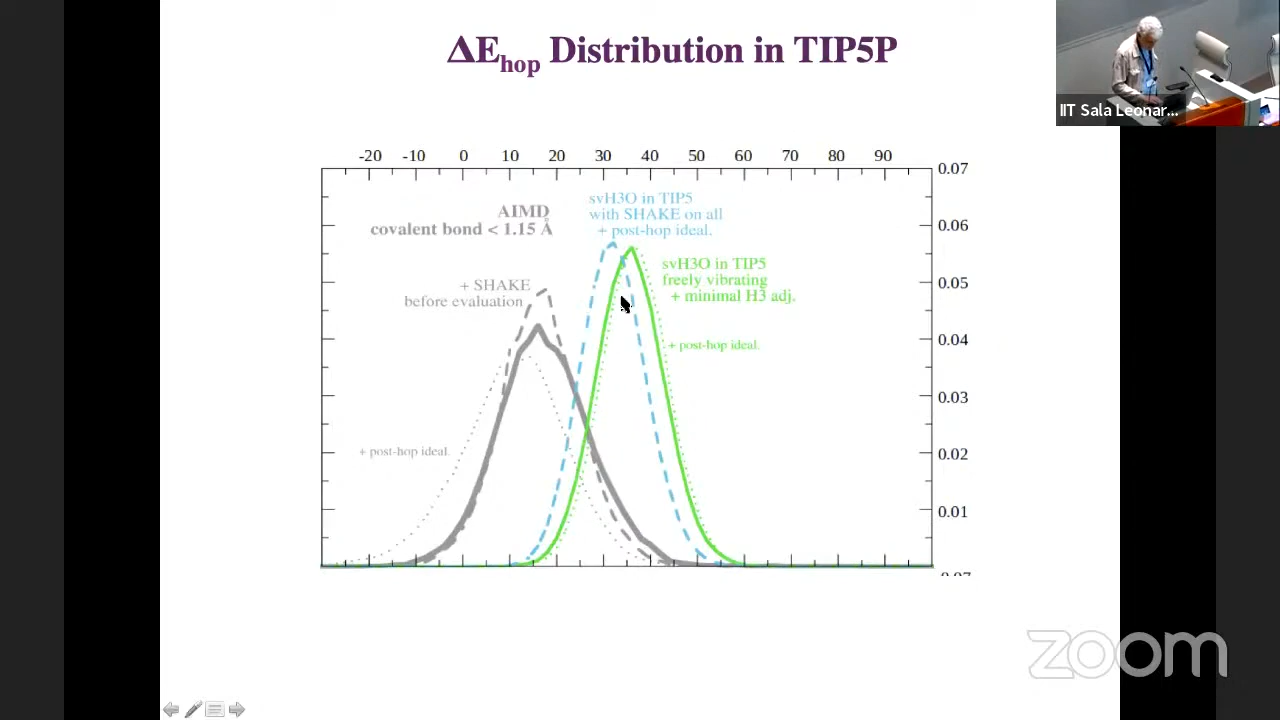 ΔEhop Distribution in TIP5P
IIT Sala Leonar...
-20 -10 0 10 20 30 40 50 60 70 80 90
0.07
0.06
0.05
0.04
0.03
0.02
0.01
AIMD
covalent bond < 1.15 Å
+ SHAKE
before evaluation
+ post-hop ideal.
svH3O in TIP5
with SHAKE on all
+ post-hop ideal.
svH3O in TIP5
freely vibrating
+ minimal H3 adj.
+ post-hop ideal.
zoom